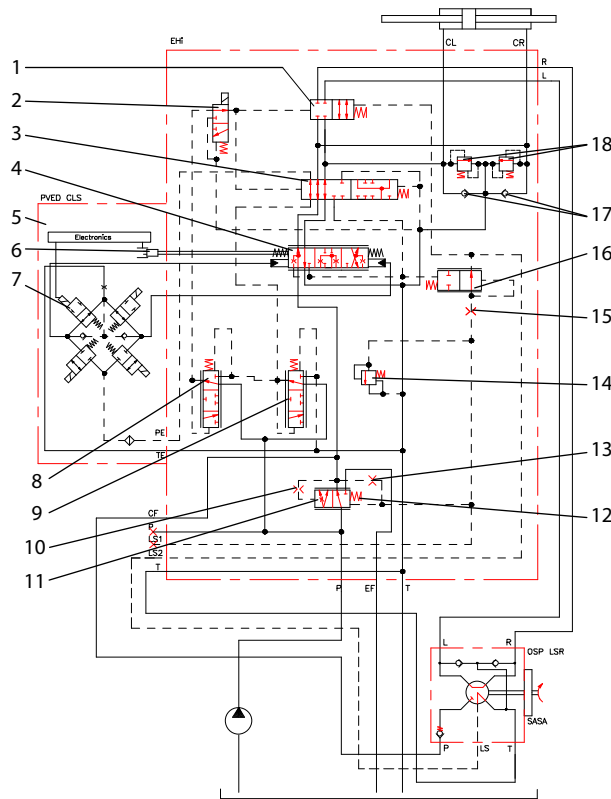 EHi
CL
CR
R
L
1
2
3
4
PVED CLS
5
Electronics
6
7
18
17
16
15
14
PE
TE
8
9
10
11
13
12
CF
P
LS1
LS2
T
P
EF
T
L
R
OSP LSR
SASA
P
LS
T